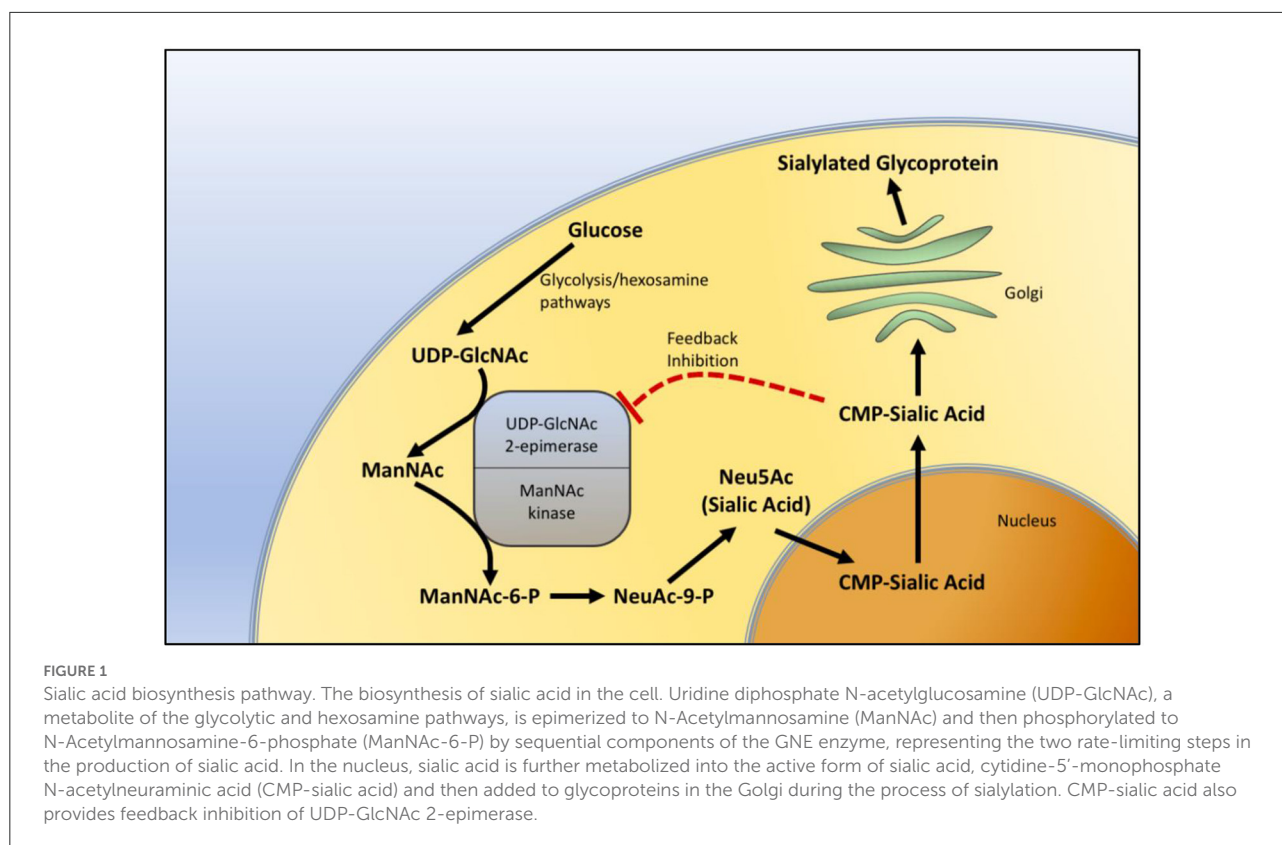 Sialylated Glycoprotein
Glucose
Glycolysis/hexosamine
pathways
Golgi
UDP-GlcNAc
Feedback
Inhibition
CMP-Sialic Acid
UDP-GlcNAc
2-epimerase
ManNAc
ManNAc
kinase
Neu5Ac
(Sialic Acid)
Nucleus
CMP-Sialic Acid
ManNAc-6-P
NeuAc-9-P
FIGURE 1
Sialic acid biosynthesis pathway. The biosynthesis of sialic acid in the cell. Uridine diphosphate N-acetylglucosamine (UDP-GlcNAc), a
metabolite of the glycolytic and hexosamine pathways, is epimerized to N-Acetylmannosamine (ManNAc) and then phosphorylated to
N-Acetylmannosamine-6-phosphate (ManNAc-6-P) by sequential components of the GNE enzyme, representing the two rate-limiting steps in
the production of sialic acid. In the nucleus, sialic acid is further metabolized into the active form of sialic acid, cytidine-5′-monophosphate
N-acetylneuraminic acid (CMP-sialic acid) and then added to glycoproteins in the Golgi during the process of sialylation. CMP-sialic acid also
provides feedback inhibition of UDP-GlcNAc 2-epimerase.